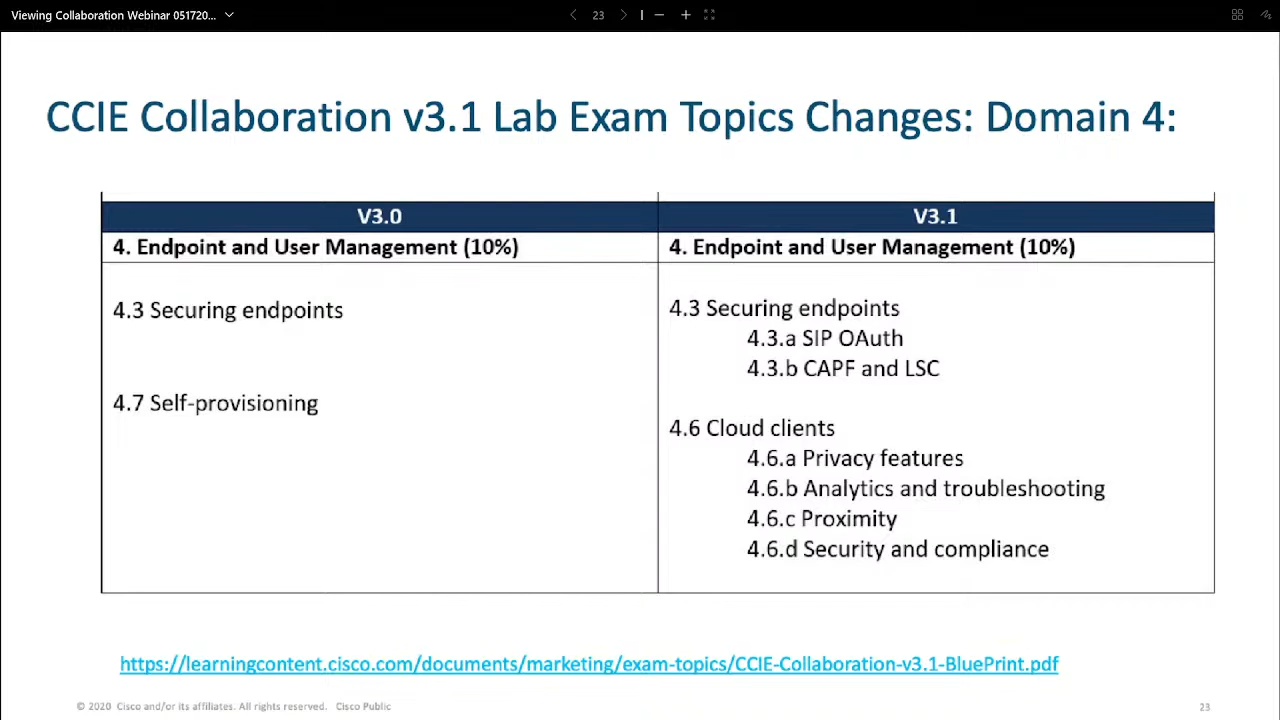 Viewing Collaboration Webinar 051720...
23
CCIE Collaboration v3.1 Lab Exam Topics Changes: Domain 4:
V3.0
4. Endpoint and User Management (10%)
4.3 Securing endpoints
4.7 Self-provisioning
V3.1
4. Endpoint and User Management (10%)
4.3 Securing endpoints
4.3.a SIP OAuth
4.3.b CAPF and LSC
4.6 Cloud clients
4.6.a Privacy features
4.6.b Analytics and troubleshooting
4.6.c Proximity
4.6.d Security and compliance
https://learningcontent.cisco.com/documents/marketing/exam-topics/CCIE-Collaboration-v3.1-BluePrint.pdf
© 2020 Cisco and/or its affiliates. All rights reserved. Cisco Public
23